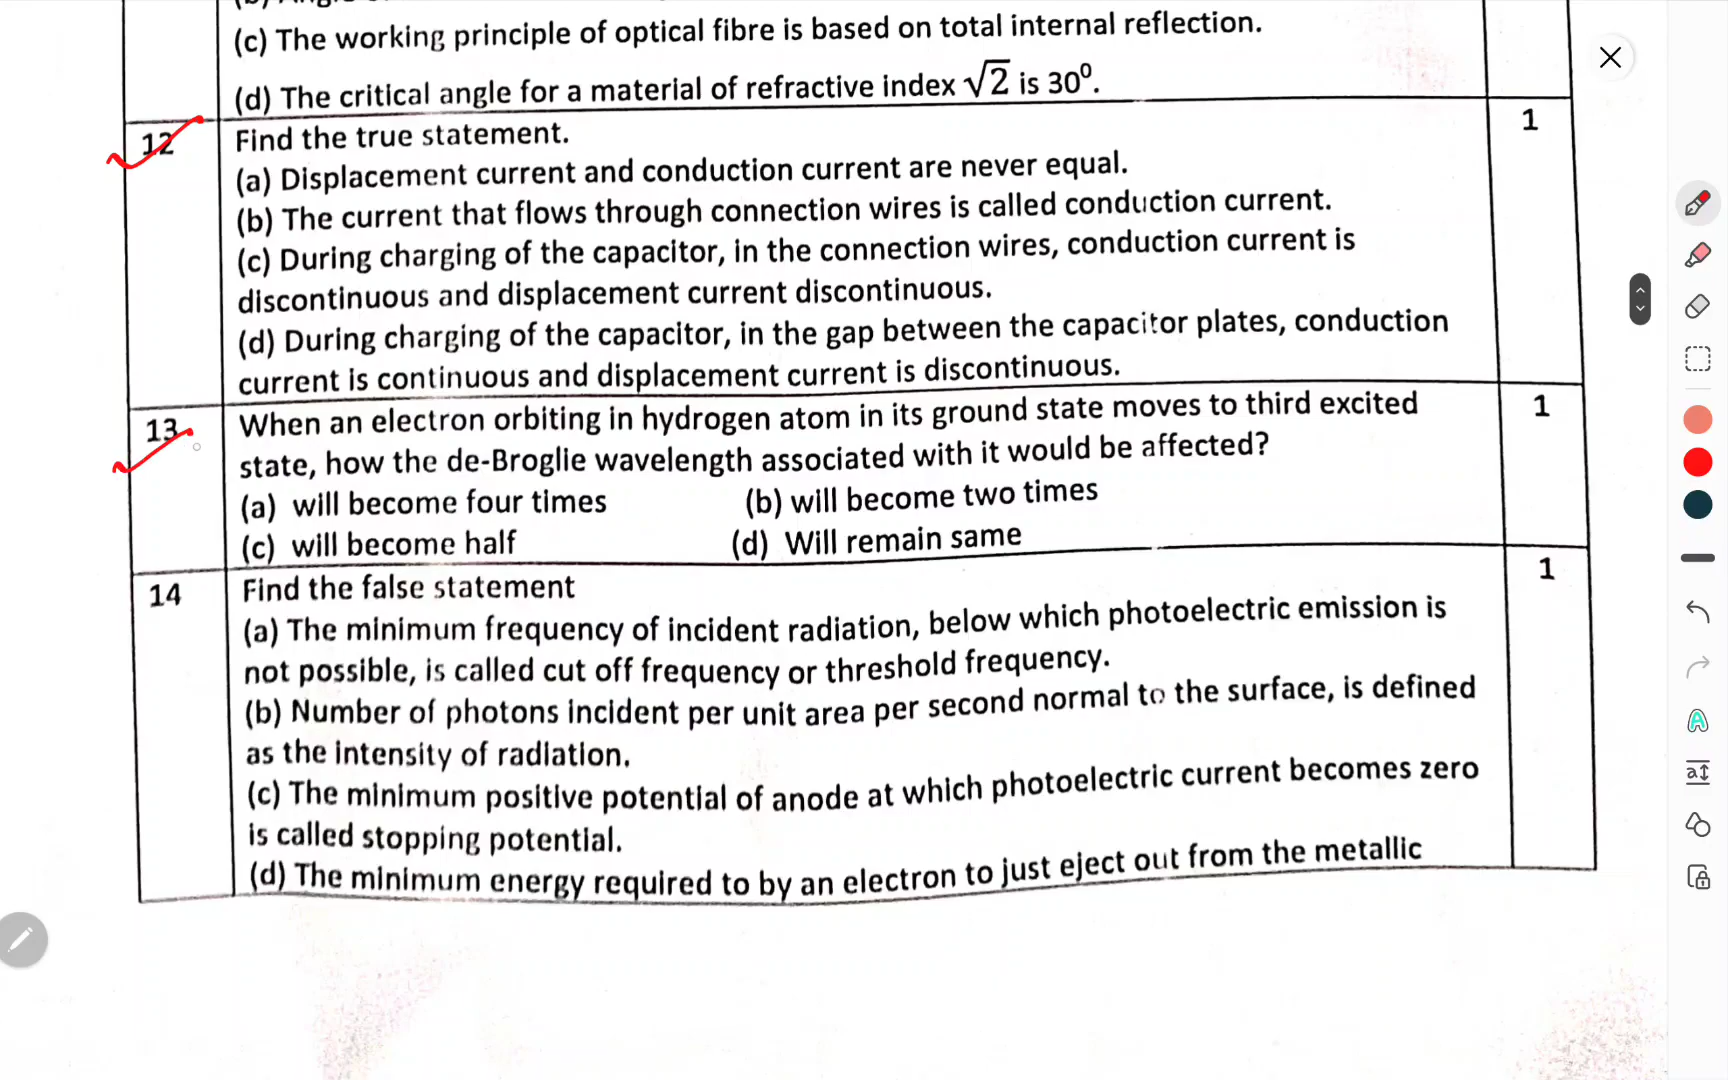 (c) The working principle of optical fibre is based on total internal reflection.
(d) The critical angle for a material of refractive index √2 is 30⁰.
12 Find the true statement. 1
(a) Displacement current and conduction current are never equal.
(b) The current that flows through connection wires is called conduction current.
(c) During charging of the capacitor, in the connection wires, conduction current is
discontinuous and displacement current discontinuous.
(d) During charging of the capacitor, in the gap between the capacitor plates, conduction
current is continuous and displacement current is discontinuous.
13 When an electron orbiting in hydrogen atom in its ground state moves to third excited 1
state, how the de-Broglie wavelength associated with it would be affected?
(a) will become four times (b) will become two times
(c) will become half (d) Will remain same
14 Find the false statement 1
(a) The minimum frequency of incident radiation, below which photoelectric emission is
not possible, is called cut off frequency or threshold frequency.
(b) Number of photons incident per unit area per second normal to the surface, is defined
as the intensity of radiation.
(c) The minimum positive potential of anode at which photoelectric current becomes zero
is called stopping potential.
(d) The minimum energy required to by an electron to just eject out from the metallic